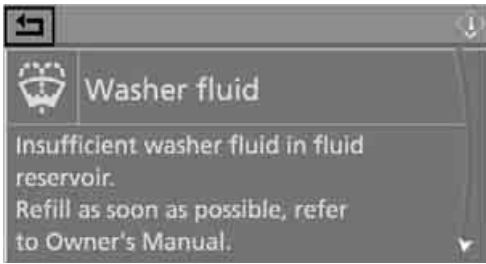 Washer fluid
Insufficient washer fluid in fluid
reservoir.
Refill as soon as possible, refer
to Owner's Manual.